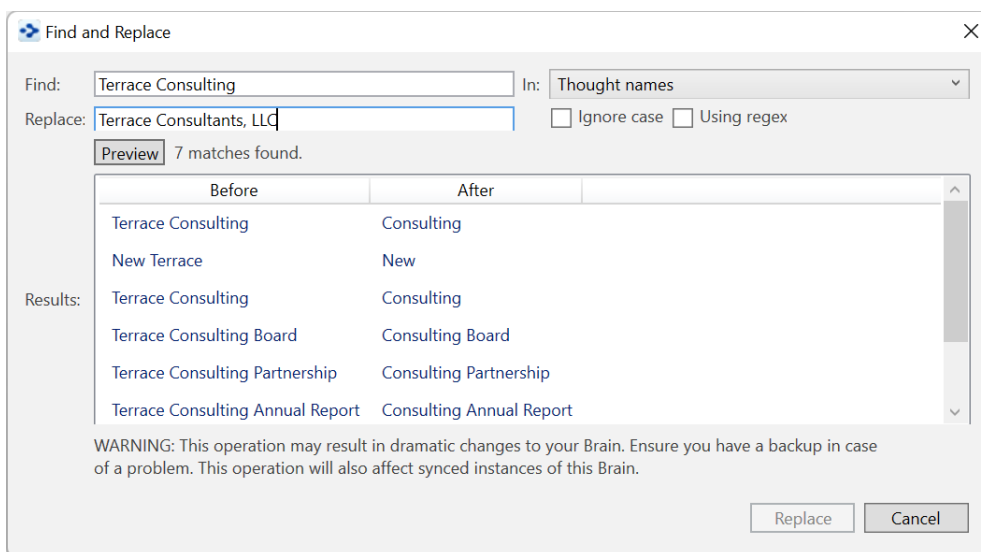 Find and Replace
Find: Terrace Consulting In: Thought names
Replace: Terrace Consultants, LLC Ignore case Using regex
Preview 7 matches found.
Before After
Terrace Consulting Consulting
New Terrace New
Results: Terrace Consulting Consulting
Terrace Consulting Board Consulting Board
Terrace Consulting Partnership Consulting Partnership
Terrace Consulting Annual Report Consulting Annual Report
WARNING: This operation may result in dramatic changes to your Brain. Ensure you have a backup in case
of a problem. This operation will also affect synced instances of this Brain.
Replace Cancel